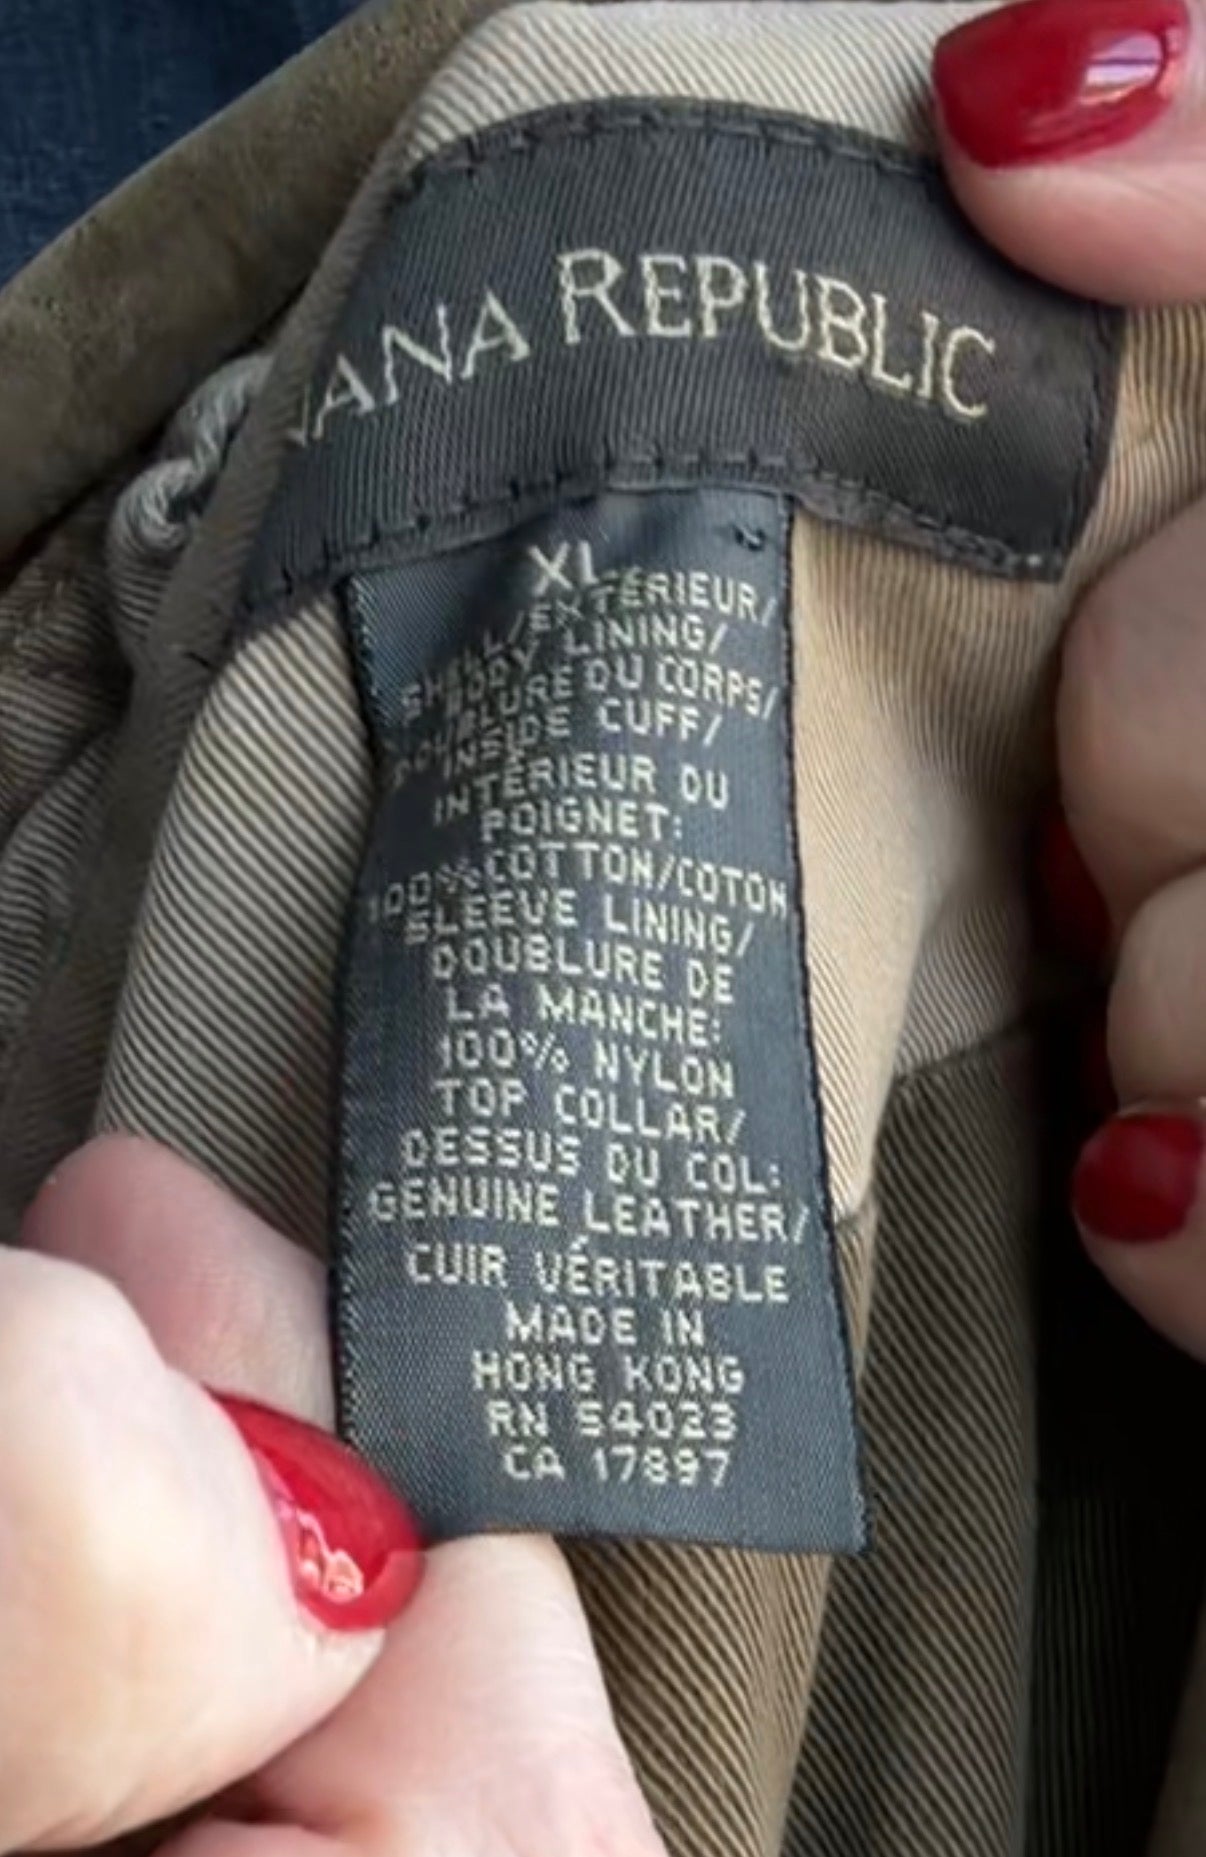 NANA REPUBLIC
XL
SHELL/EXTÉRIEUR/
BODY LINING/
DOUBLURE DU CORPS/
INSIDE CUFF/
INTÉRIEUR DU
POIGNET:
100% COTTON/COTON
SLEEVE LINING/
DOUBLURE DE
LA MANCHE:
100% NYLON
TOP COLLAR/
DESSUS DU COL:
GENUINE LEATHER/
CUIR VÉRITABLE
MADE IN
HONG KONG
RN 54023
CA 17897